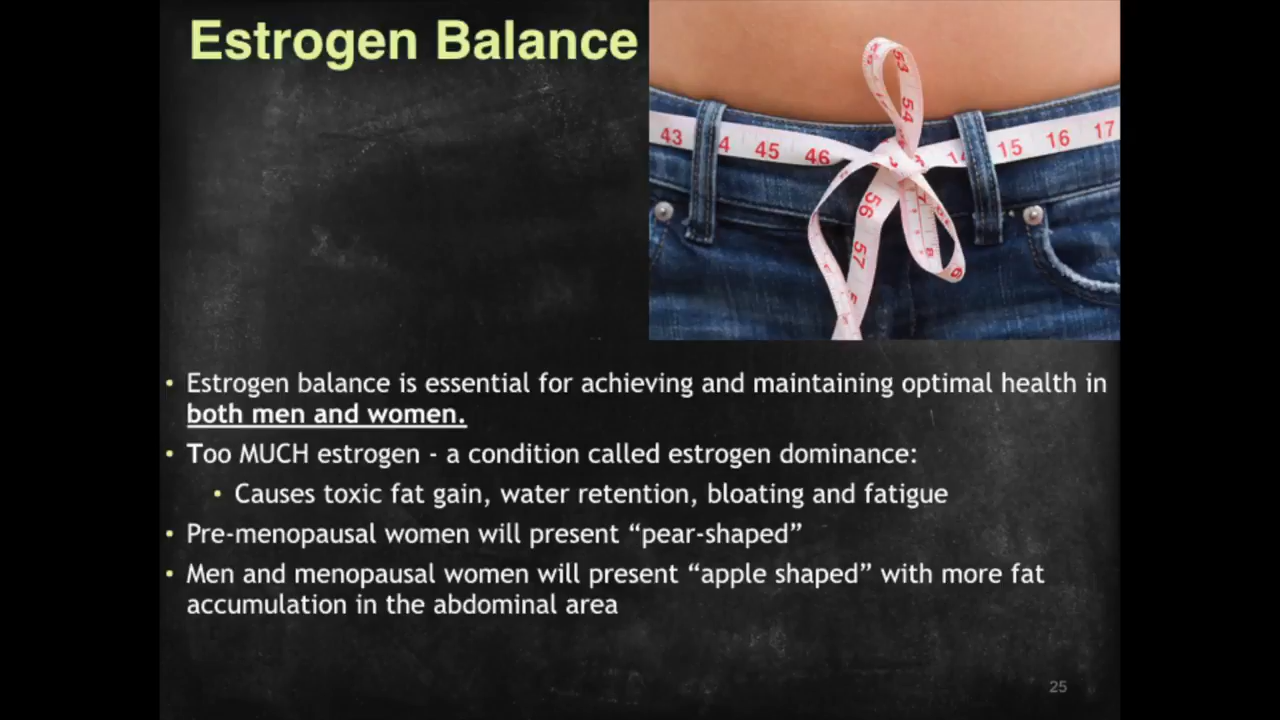 Estrogen Balance
43 4 45 46 14 15 16 17
53
54
56
57
• Estrogen balance is essential for achieving and maintaining optimal health in
both men and women.
• Too MUCH estrogen - a condition called estrogen dominance:
• Causes toxic fat gain, water retention, bloating and fatigue
• Pre-menopausal women will present “pear-shaped”
• Men and menopausal women will present “apple shaped” with more fat
accumulation in the abdominal area
25